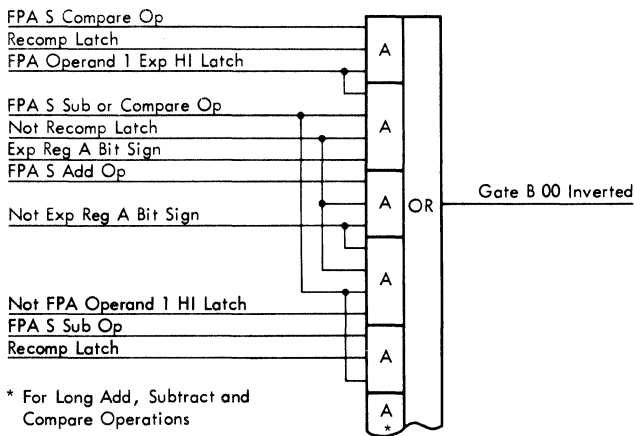 FPA S Compare Op
Recomp Latch
FPA Operand 1 Exp HI Latch
A
FPA S Sub or Compare Op
Not Recomp Latch
Exp Reg A Bit Sign
A
FPA S Add Op
A
OR
Gate B 00 Inverted
Not Exp Reg A Bit Sign
A
Not FPA Operand 1 HI Latch
FPA S Sub Op
Recomp Latch
A
* For Long Add, Subtract and
Compare Operations
A
*